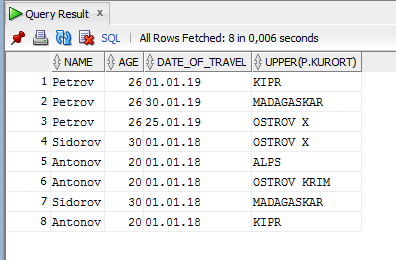 Query Result x
SQL | All Rows Fetched: 8 in 0,006 seconds
NAME AGE DATE_OF_TRAVEL UPPER(P.KURORT)
1 Petrov 26 01.01.19 KIPR
2 Petrov 26 30.01.19 MADAGASKAR
3 Petrov 26 25.01.19 OSTROV X
4 Sidorov 30 01.01.18 OSTROV X
5 Antonov 20 01.01.18 ALPS
6 Antonov 20 01.01.18 OSTROV KRIM
7 Sidorov 30 01.01.18 MADAGASKAR
8 Antonov 20 01.01.18 KIPR